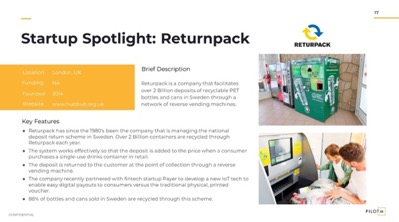 17
Startup Spotlight: Returnpack
RETURNPACK
Location London, UK
Funding NA
Founded 2014
Website
Brief Description
Returnpack is a company that facilitates
over 2 Billion deposits of recyclable PET
bottles and cans in Sweden through a
network of reverse vending machines.
Key Features
Returpack has since the 1980's been the company that is managing the national
deposit return scheme in Sweden. Over 2 Billion containers are recycled through
Returpack each year.
The system works effectively so that the deposit is added to the price when a consumer
purchases a single use drinks container in retail.
The deposit is returned to the customer at the point of collection through a reverse
vending machine.
The company recently partnered with fintech startup Payer to develop a new IoT tech to
enable easy digital payouts to consumers versus the traditional physical, printed
voucher.
88% of bottles and cans sold in Sweden are recycled through this scheme.
CONFIDENTIAL
PILOT